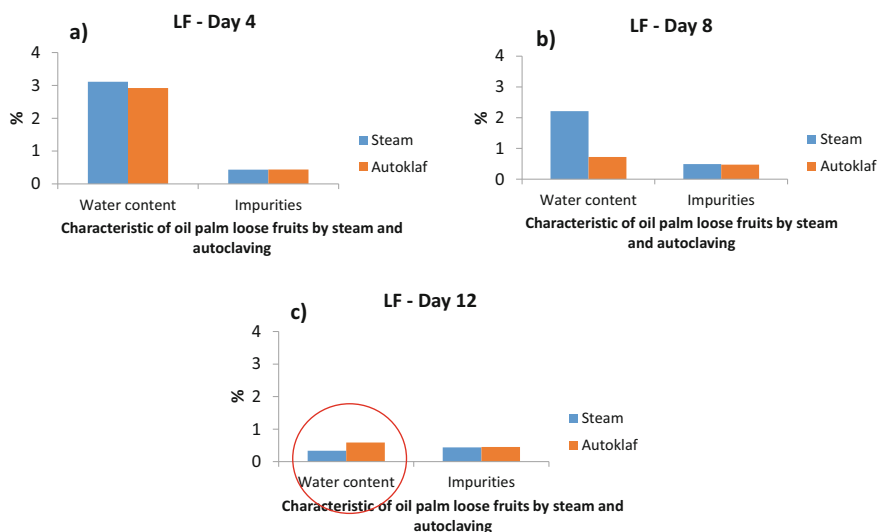 a)
LF - Day 4
4
3
2
1
0
%
Water content
Impurities
Steam
Autoklaf
Characteristic of oil palm loose fruits by steam and
autoclaving
b)
LF - Day 8
4
3
2
1
0
%
Water content
Impurities
Steam
Autoklaf
Characteristic of oil palm loose fruits by steam
and autoclaving
c)
LF - Day 12
4
3
2
1
0
%
Water content
Impurities
Steam
Autoklaf
Characteristic of oil palm loose fruits by steam and
autoclaving